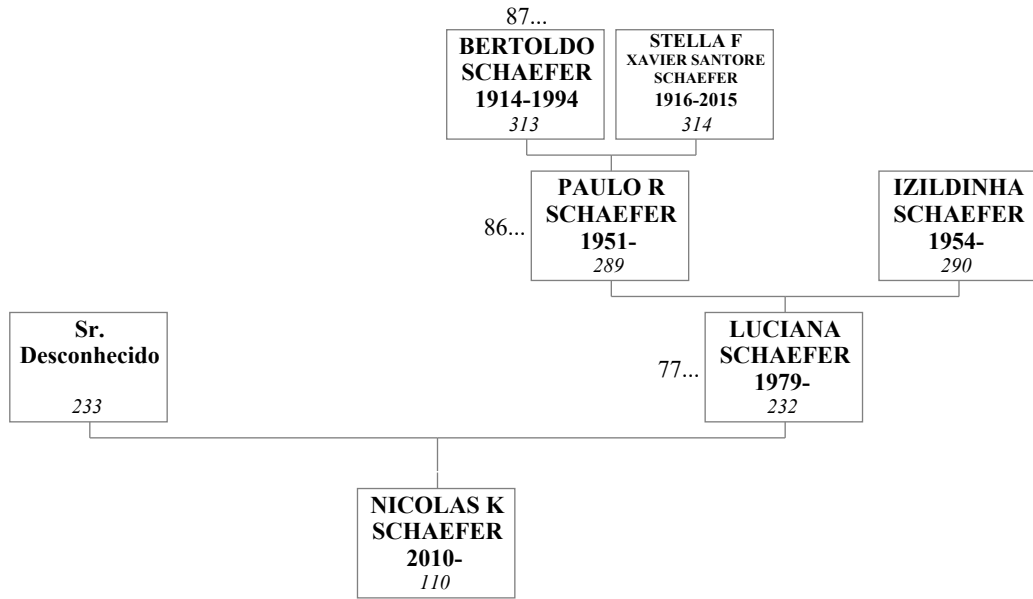 87...
BERTOLDO
SCHAEFER
1914-1994
313
STELLA F
XAVIER SANTORE
SCHAEFER
1916-2015
314
86...
PAULO R
SCHAEFER
1951-
289
IZILDINHA
SCHAEFER
1954-
290
Sr.
Desconhecido
233
77...
LUCIANA
SCHAEFER
1979-
232
NICOLAS K
SCHAEFER
2010-
110